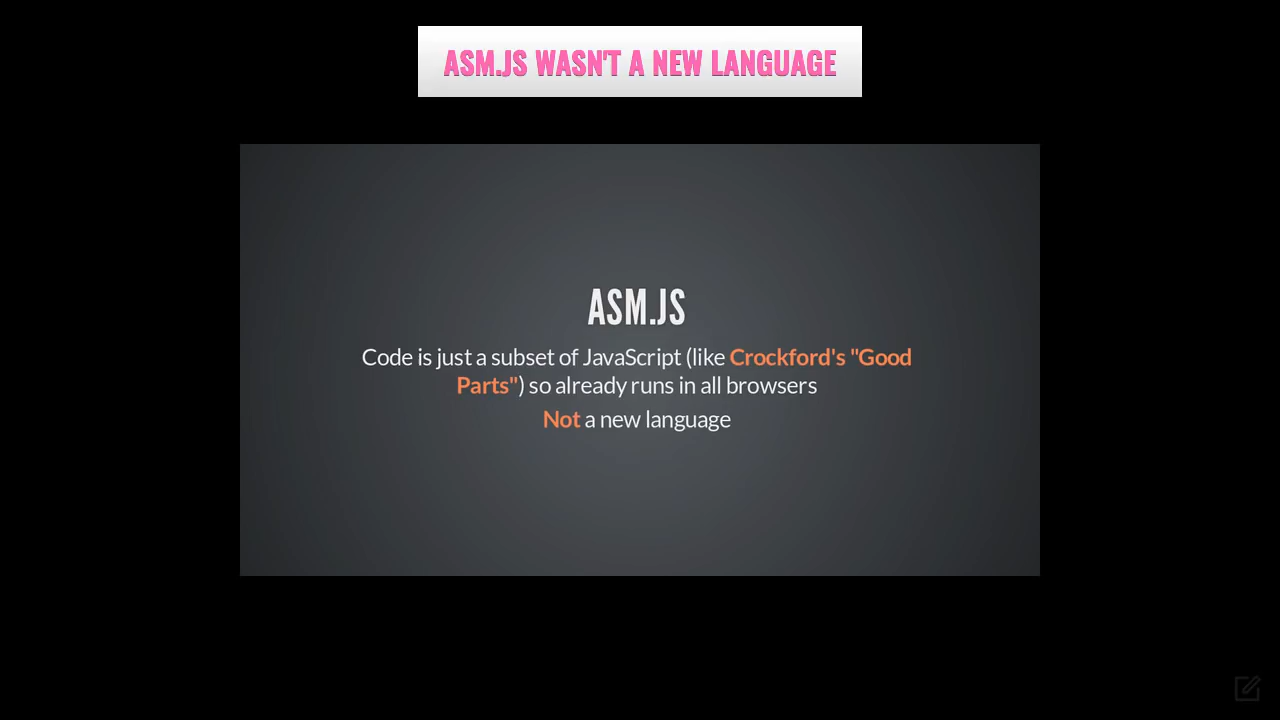 ASM.JS WASN'T A NEW LANGUAGE
ASM.JS
Code is just a subset of JavaScript (like Crockford's "Good
Parts") so already runs in all browsers
Not a new language